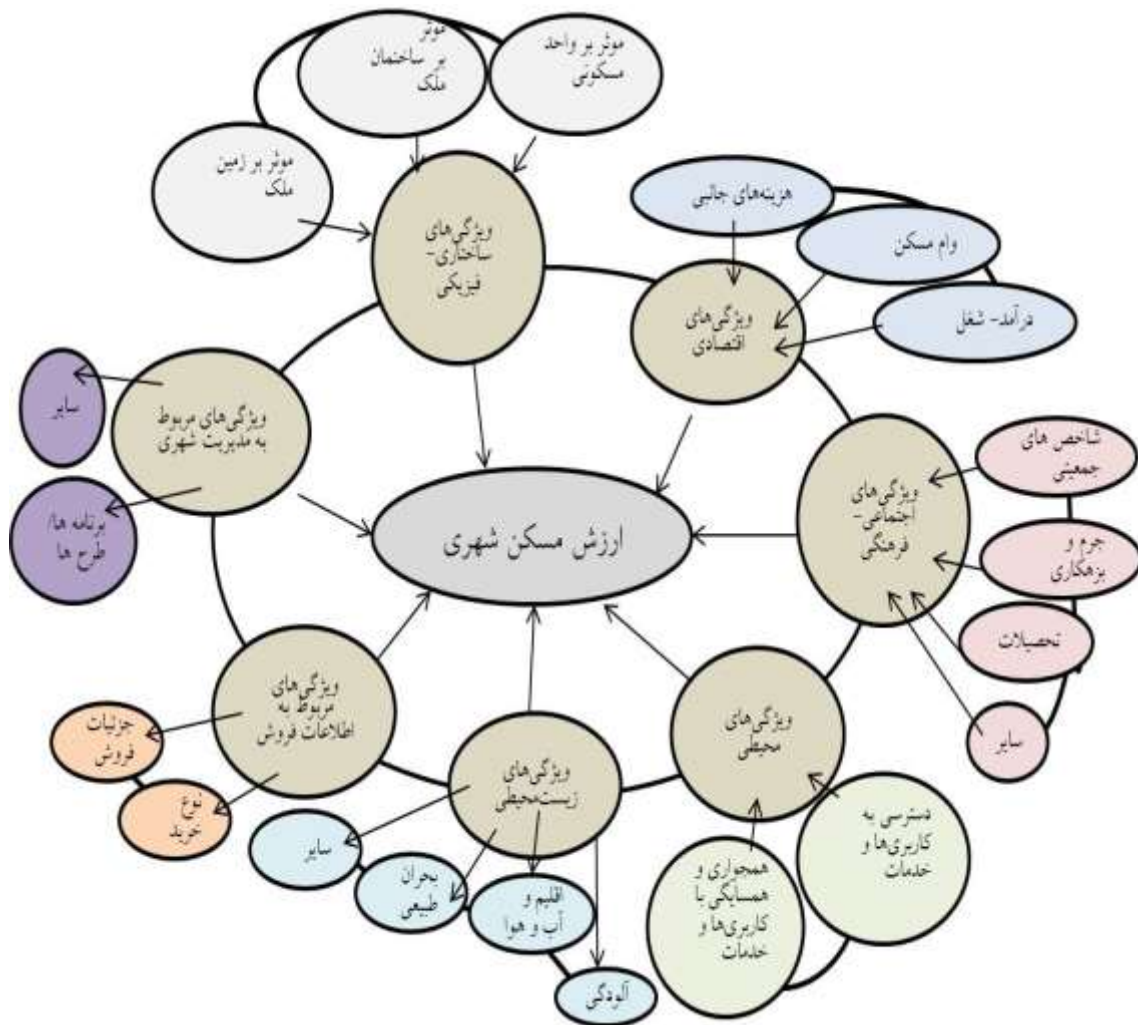 موثر بر واحد
مسکونی
موثر
بر ساختمان
ملک
موثر بر زمین
ملک
ویژگی‌های
ساختاری-
فیزیکی
هزینه‌های جانبی
وام مسکن
درآمد- شغل
ویژگی‌های
اقتصادی
شاخص های
جمعیتی
جرم و
بزهکاری
تحصیلات
سایر
ویژگی‌های
اجتماعی-
فرهنگی
ویژگی‌های مربوط
به مدیریت شهری
سایر
برنامه ها/
طرح ها
ارزش مسکن شهری
ویژگی‌های
محیطی
دسترسی به
کاربری‌ها و
خدمات
همجواری و
همسایگی با
کاربری‌ها و
خدمات
ویژگی‌های
زیست‌محیطی
سایر
بحران
طبیعی
اقلیم و
آب و هوا
آلودگی
ویژگی‌های
مربوط به
اطلاعات فروش
جزئیات
فروش
نوع
خرید